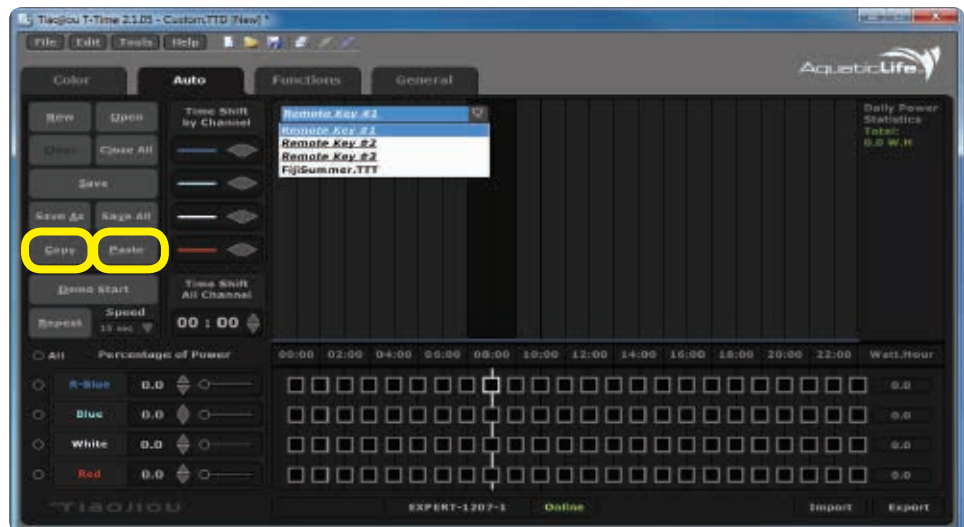 Tiaojiou T-Time 2.1.05 - Custom.TTD [New] *
File Edit Tools Help
AquaticLife
Color Auto Functions General
New Open Time Shift by Channel
Close Close All
Save
Save As Save All
Copy Paste
Demo Start Time Shift All Channel
Repeat Speed 10 sec 00 : 00
Remote Key #1
Remote Key #1
Remote Key #2
Remote Key #3
FijiSummer.TTT
Daily Power
Statistics
Total:
0.0 W.H
All Percentage of Power 00:00 02:00 04:00 06:00 08:00 10:00 12:00 14:00 16:00 18:00 20:00 22:00 Watt.Hour
R-Blue 0.0 0.0
Blue 0.0 0.0
White 0.0 0.0
Red 0.0 0.0
TIAOJIOU EXPERT-1207-1 Online Import Export